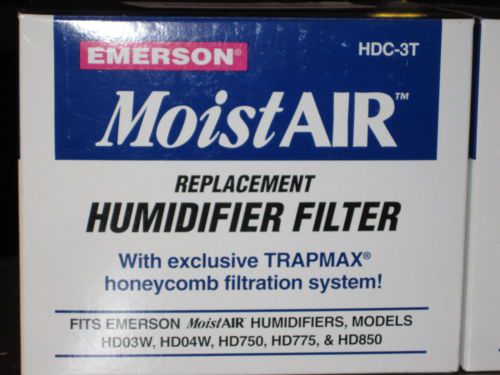 EMERSON®
HDC-3T
MoistAIR™
REPLACEMENT
HUMIDIFIER FILTER
With exclusive TRAPMAX®
honeycomb filtration system!
FITS EMERSON MoistAIR HUMIDIFIERS, MODELS
HD03W, HD04W, HD750, HD775, & HD850